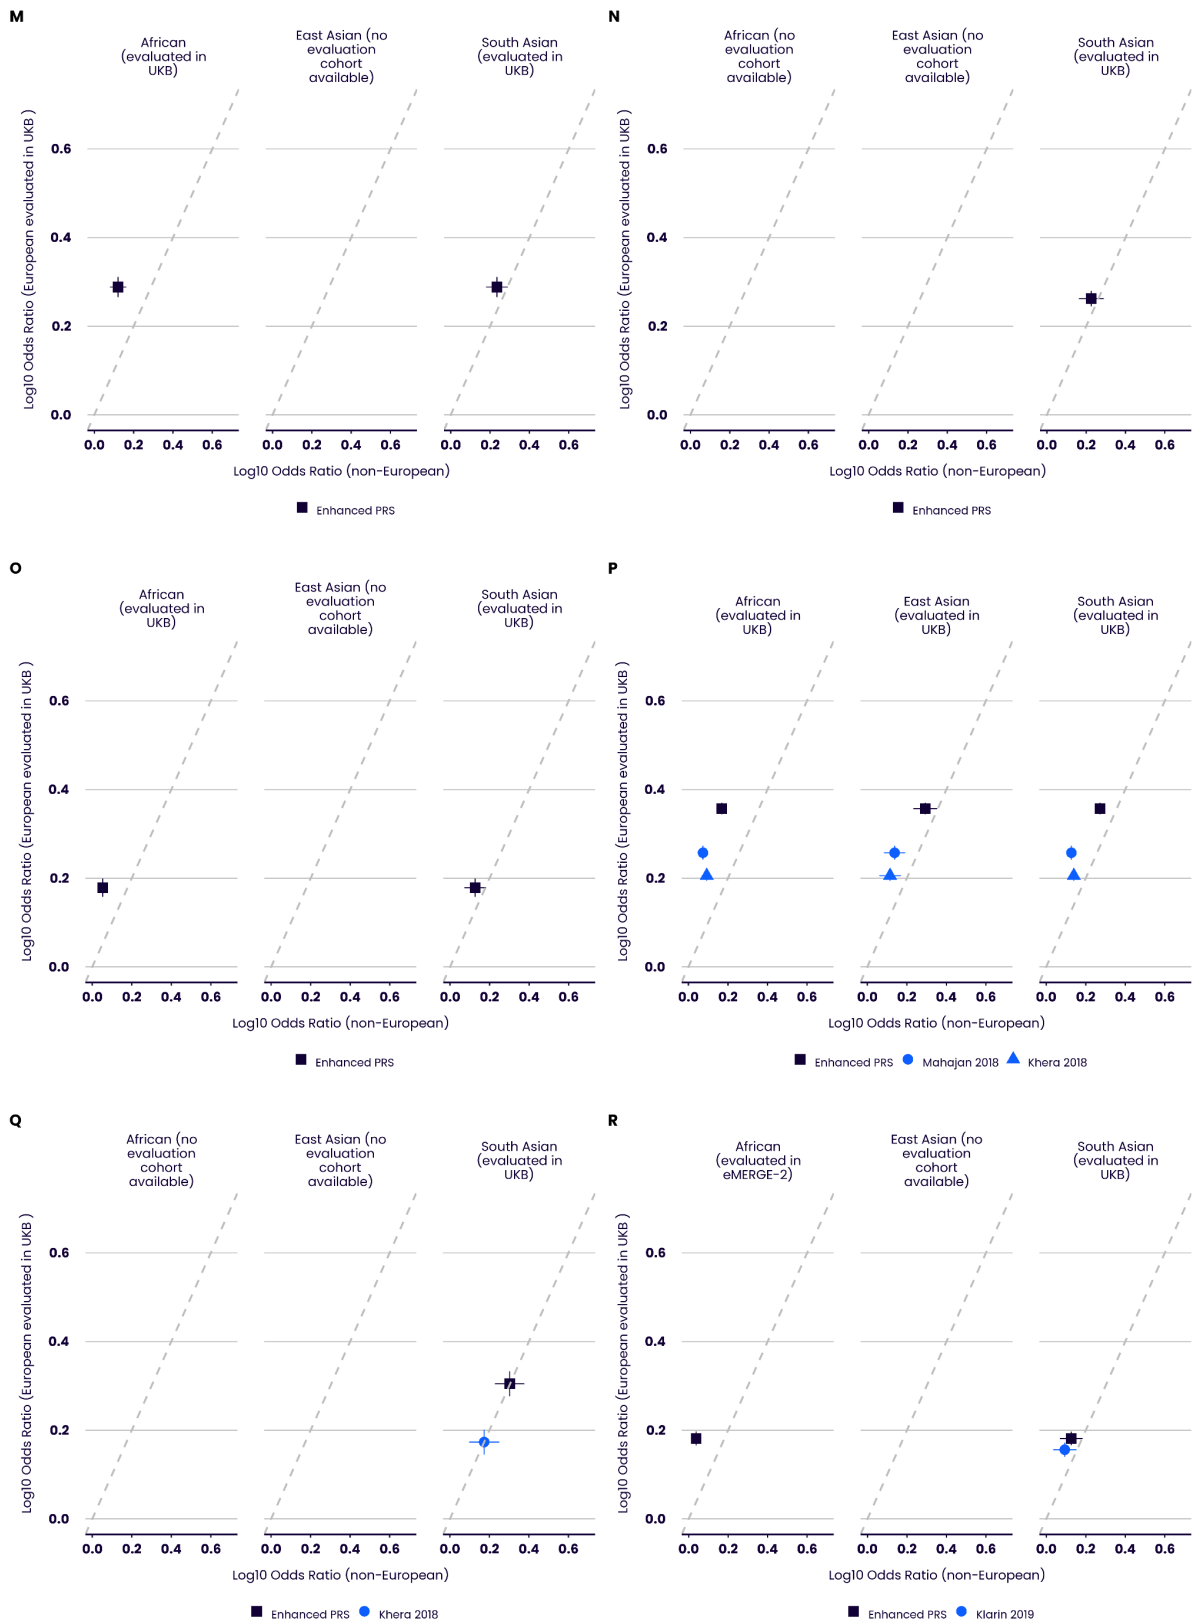 M
African
(evaluated in
UKB)
East Asian (no
evaluation
cohort
available)
South Asian
(evaluated in
UKB)
Log10 Odds Ratio (European evaluated in UKB )
0.6
0.4
0.2
0.0
0.0 0.2 0.4 0.6
0.0 0.2 0.4 0.6
0.0 0.2 0.4 0.6
Log10 Odds Ratio (non-European)
Enhanced PRS
N
African (no
evaluation
cohort
available)
East Asian (no
evaluation
cohort
available)
South Asian
(evaluated in
UKB)
Log10 Odds Ratio (European evaluated in UKB )
0.6
0.4
0.2
0.0
0.0 0.2 0.4 0.6
0.0 0.2 0.4 0.6
0.0 0.2 0.4 0.6
Log10 Odds Ratio (non-European)
Enhanced PRS
O
African
(evaluated in
UKB)
East Asian (no
evaluation
cohort
available)
South Asian
(evaluated in
UKB)
Log10 Odds Ratio (European evaluated in UKB )
0.6
0.4
0.2
0.0
0.0 0.2 0.4 0.6
0.0 0.2 0.4 0.6
0.0 0.2 0.4 0.6
Log10 Odds Ratio (non-European)
Enhanced PRS
P
African
(evaluated in
UKB)
East Asian
(evaluated in
UKB)
South Asian
(evaluated in
UKB)
Log10 Odds Ratio (European evaluated in UKB )
0.6
0.4
0.2
0.0
0.0 0.2 0.4 0.6
0.0 0.2 0.4 0.6
0.0 0.2 0.4 0.6
Log10 Odds Ratio (non-European)
Enhanced PRS Mahajan 2018 Khera 2018
Q
African (no
evaluation
cohort
available)
East Asian (no
evaluation
cohort
available)
South Asian
(evaluated in
UKB)
Log10 Odds Ratio (European evaluated in UKB )
0.6
0.4
0.2
0.0
0.0 0.2 0.4 0.6
0.0 0.2 0.4 0.6
0.0 0.2 0.4 0.6
Log10 Odds Ratio (non-European)
Enhanced PRS Khera 2018
R
African
(evaluated in
eMERGE-2)
East Asian (no
evaluation
cohort
available)
South Asian
(evaluated in
UKB)
Log10 Odds Ratio (European evaluated in UKB )
0.6
0.4
0.2
0.0
0.0 0.2 0.4 0.6
0.0 0.2 0.4 0.6
0.0 0.2 0.4 0.6
Log10 Odds Ratio (non-European)
Enhanced PRS Klarin 2019